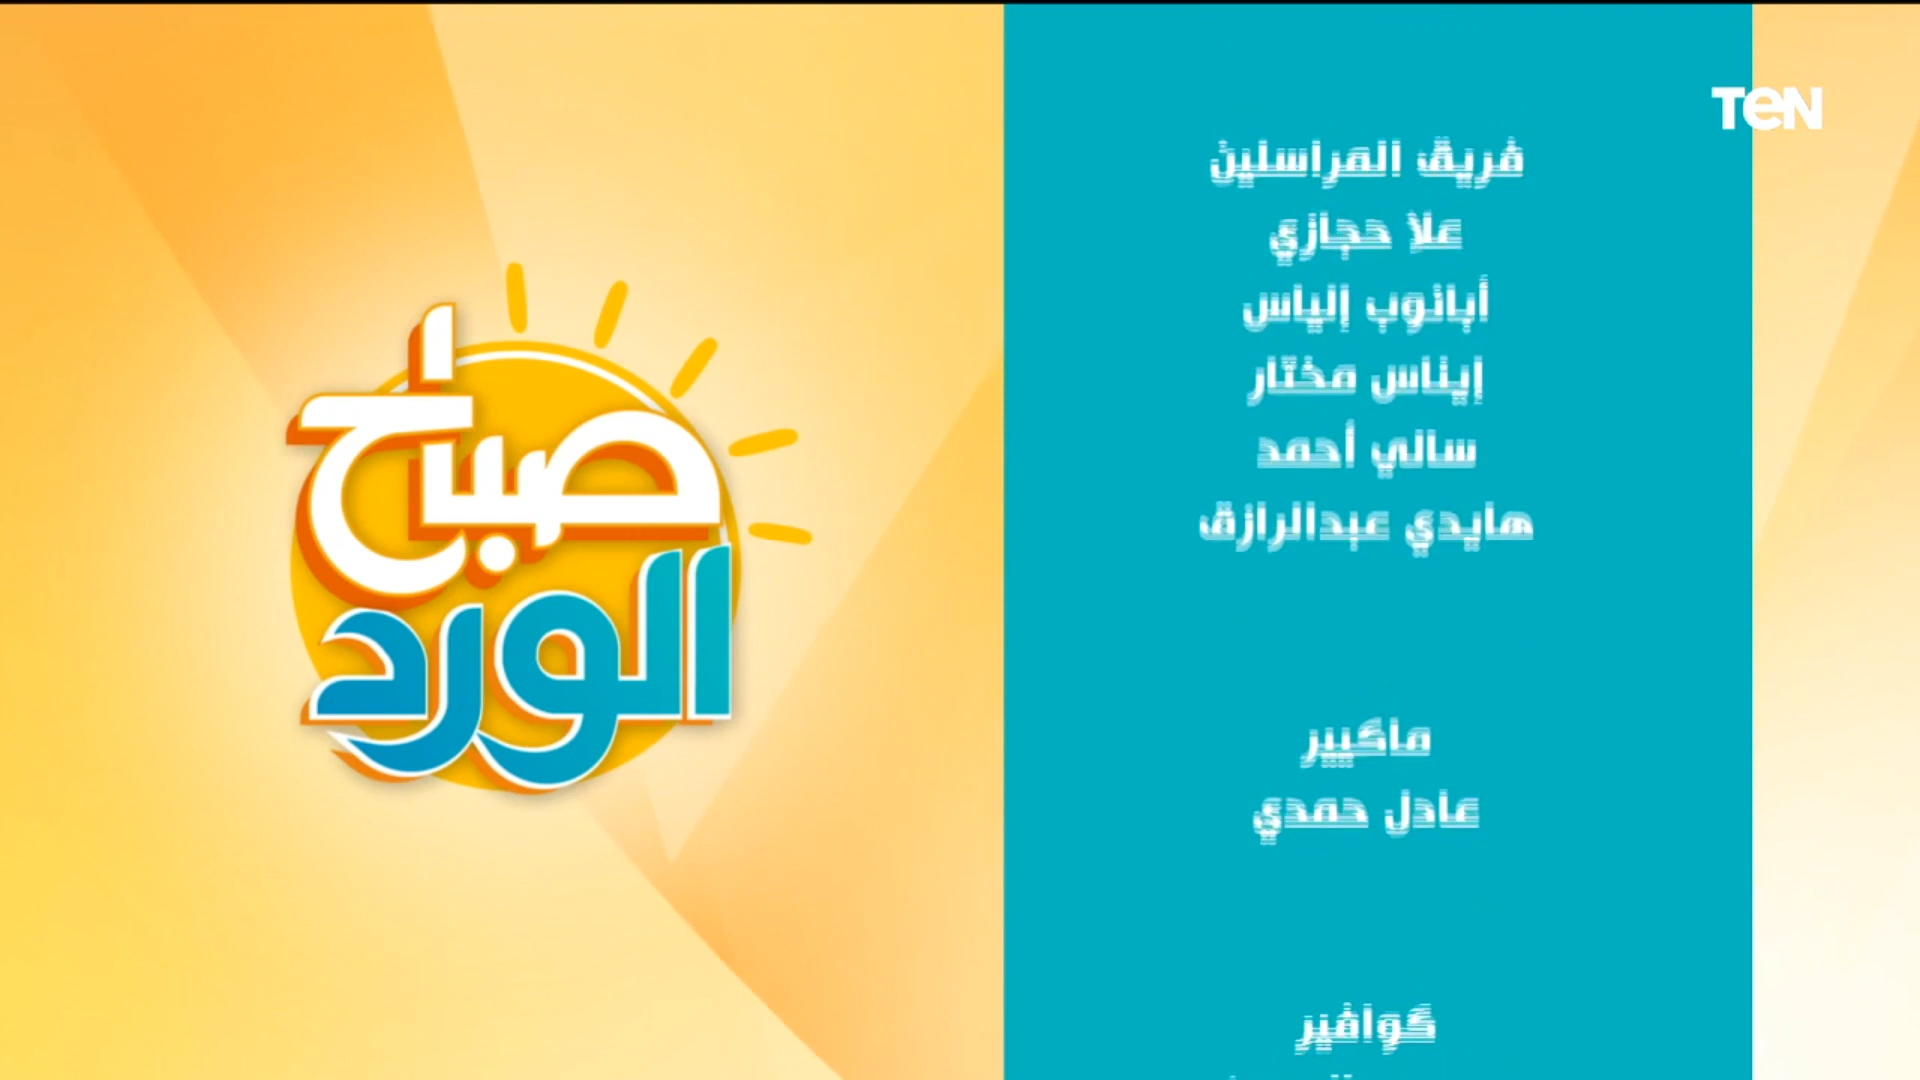 TeN
صباح
الورد
فريق المراسلين
علا حجازي
أبانوب إلياس
إيناس مختار
سالي أحمد
هايدي عبدالرازق
ماكيير
عادل حمدي
كوافير